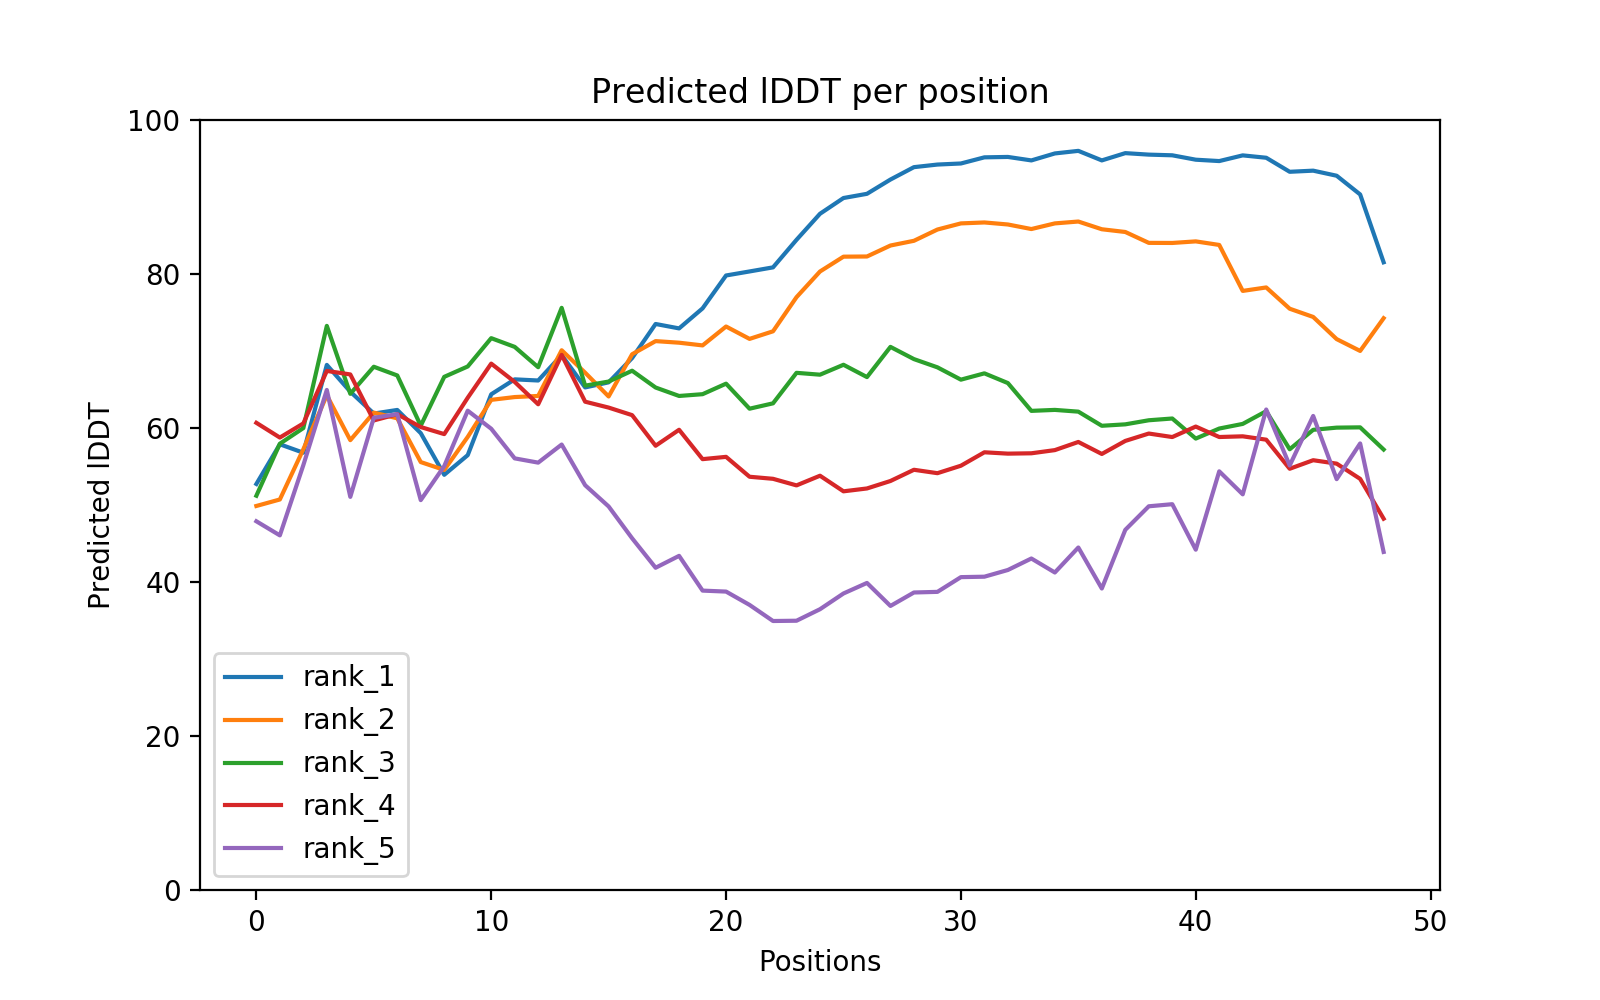 Predicted lDDT per position
100
80
60
40
20
0
Predicted lDDT
rank_1
rank_2
rank_3
rank_4
rank_5
0 10 20 30 40 50
Positions